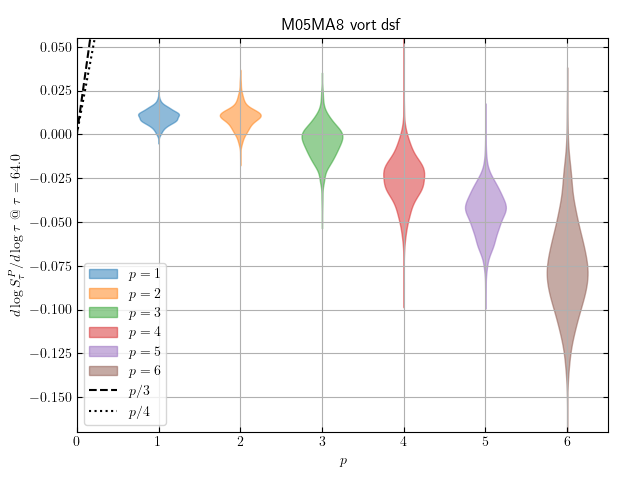 M05MA8 vort dsf
d log S_τ^P / d log τ @ τ = 64.0
0.050
0.025
0.000
−0.025
−0.050
−0.075
−0.100
−0.125
−0.150
p = 1
p = 2
p = 3
p = 4
p = 5
p = 6
p/3
p/4
0 1 2 3 4 5 6
p